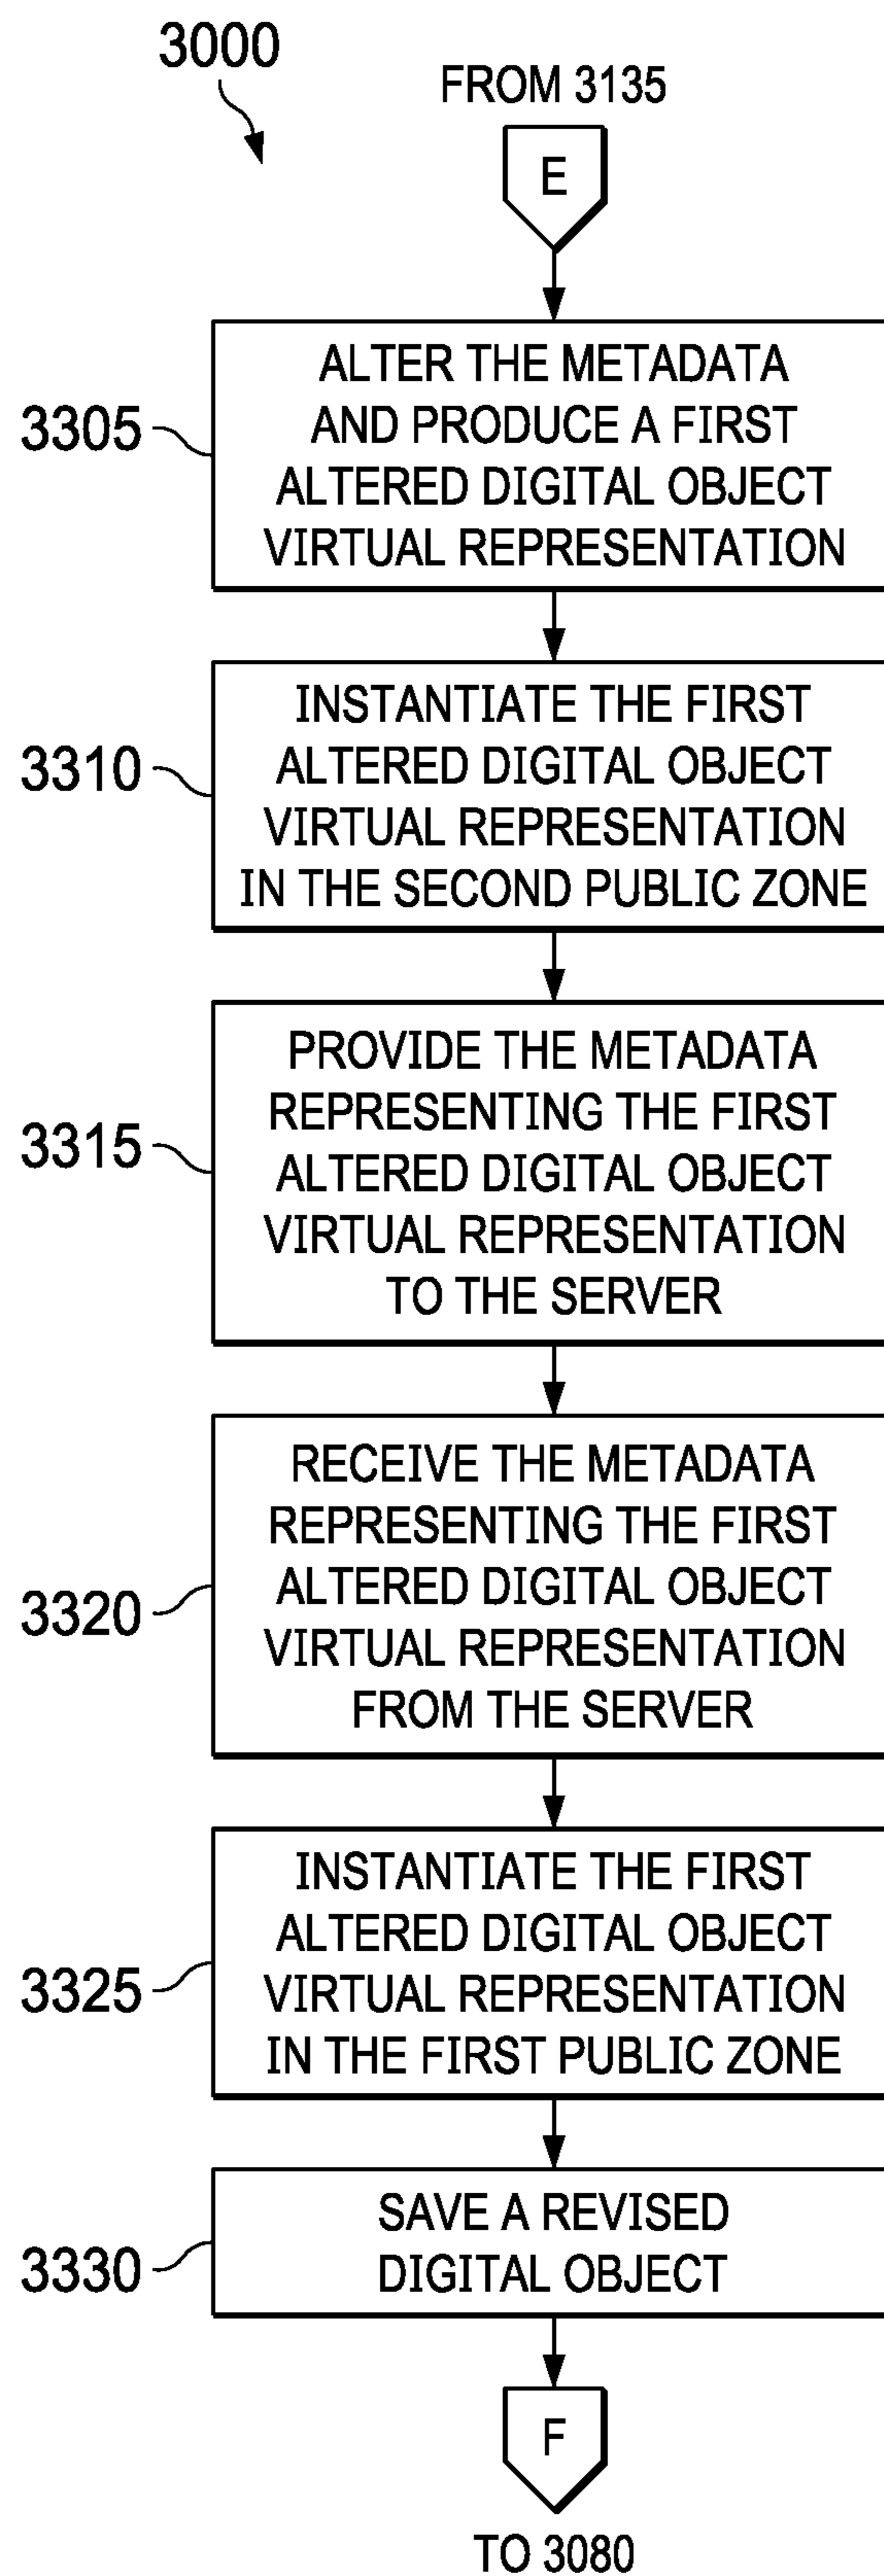 3000
FROM 3135
E
3305
ALTER THE METADATA
AND PRODUCE A FIRST
ALTERED DIGITAL OBJECT
VIRTUAL REPRESENTATION
3310
INSTANTIATE THE FIRST
ALTERED DIGITAL OBJECT
VIRTUAL REPRESENTATION
IN THE SECOND PUBLIC ZONE
3315
PROVIDE THE METADATA
REPRESENTING THE FIRST
ALTERED DIGITAL OBJECT
VIRTUAL REPRESENTATION
TO THE SERVER
3320
RECEIVE THE METADATA
REPRESENTING THE FIRST
ALTERED DIGITAL OBJECT
VIRTUAL REPRESENTATION
FROM THE SERVER
3325
INSTANTIATE THE FIRST
ALTERED DIGITAL OBJECT
VIRTUAL REPRESENTATION
IN THE FIRST PUBLIC ZONE
3330
SAVE A REVISED
DIGITAL OBJECT
F
TO 3080